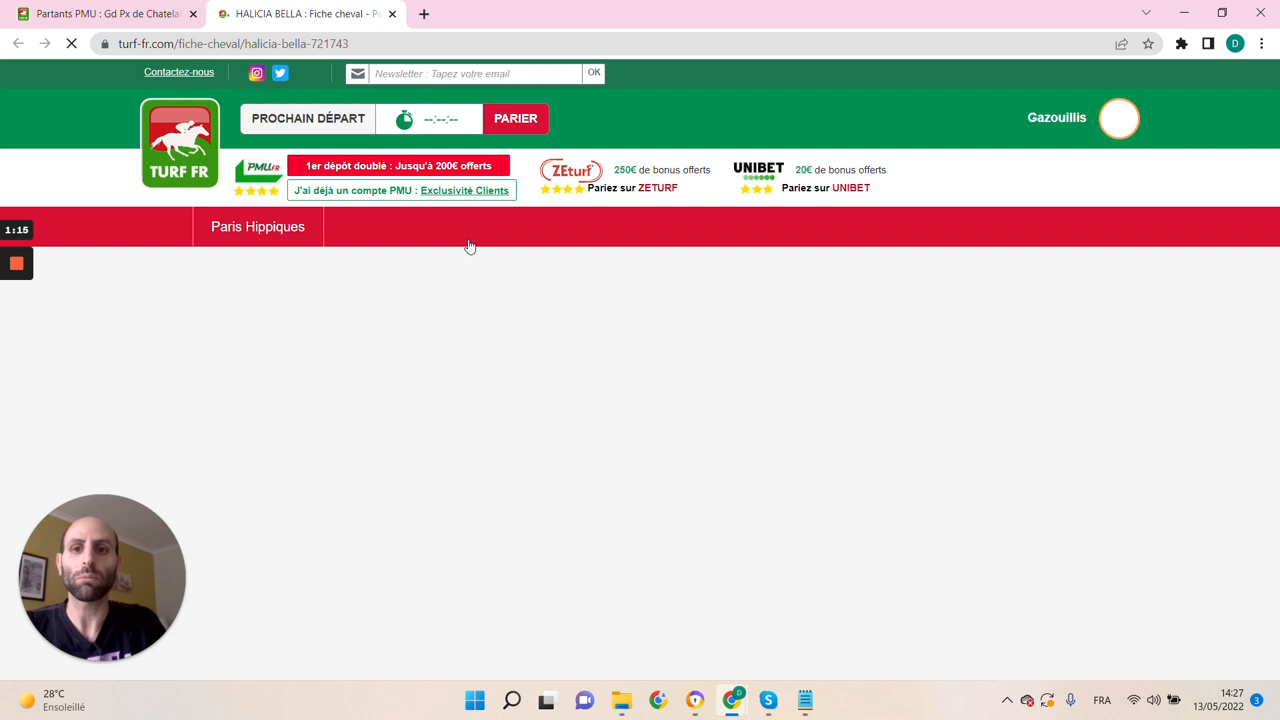 Partants PMU : Gd Px de Chatelai
HALICIA BELLA : Fiche cheval - Pa
turf-fr.com/fiche-cheval/halicia-bella-721743
D
Contactez-nous
Newsletter : Tapez votre email
OK
PROCHAIN DÉPART
--:--:--
PARIER
Gazouillis
TURF FR
PMU.FR
1er dépôt doublé : Jusqu'à 200€ offerts
J'ai déjà un compte PMU : Exclusivité Clients
ZEturf
250€ de bonus offerts
Pariez sur ZETURF
UNIBET
20€ de bonus offerts
Pariez sur UNIBET
1:15
Paris Hippiques
28°C
Ensoleillé
D
FRA
14:27
13/05/2022
3